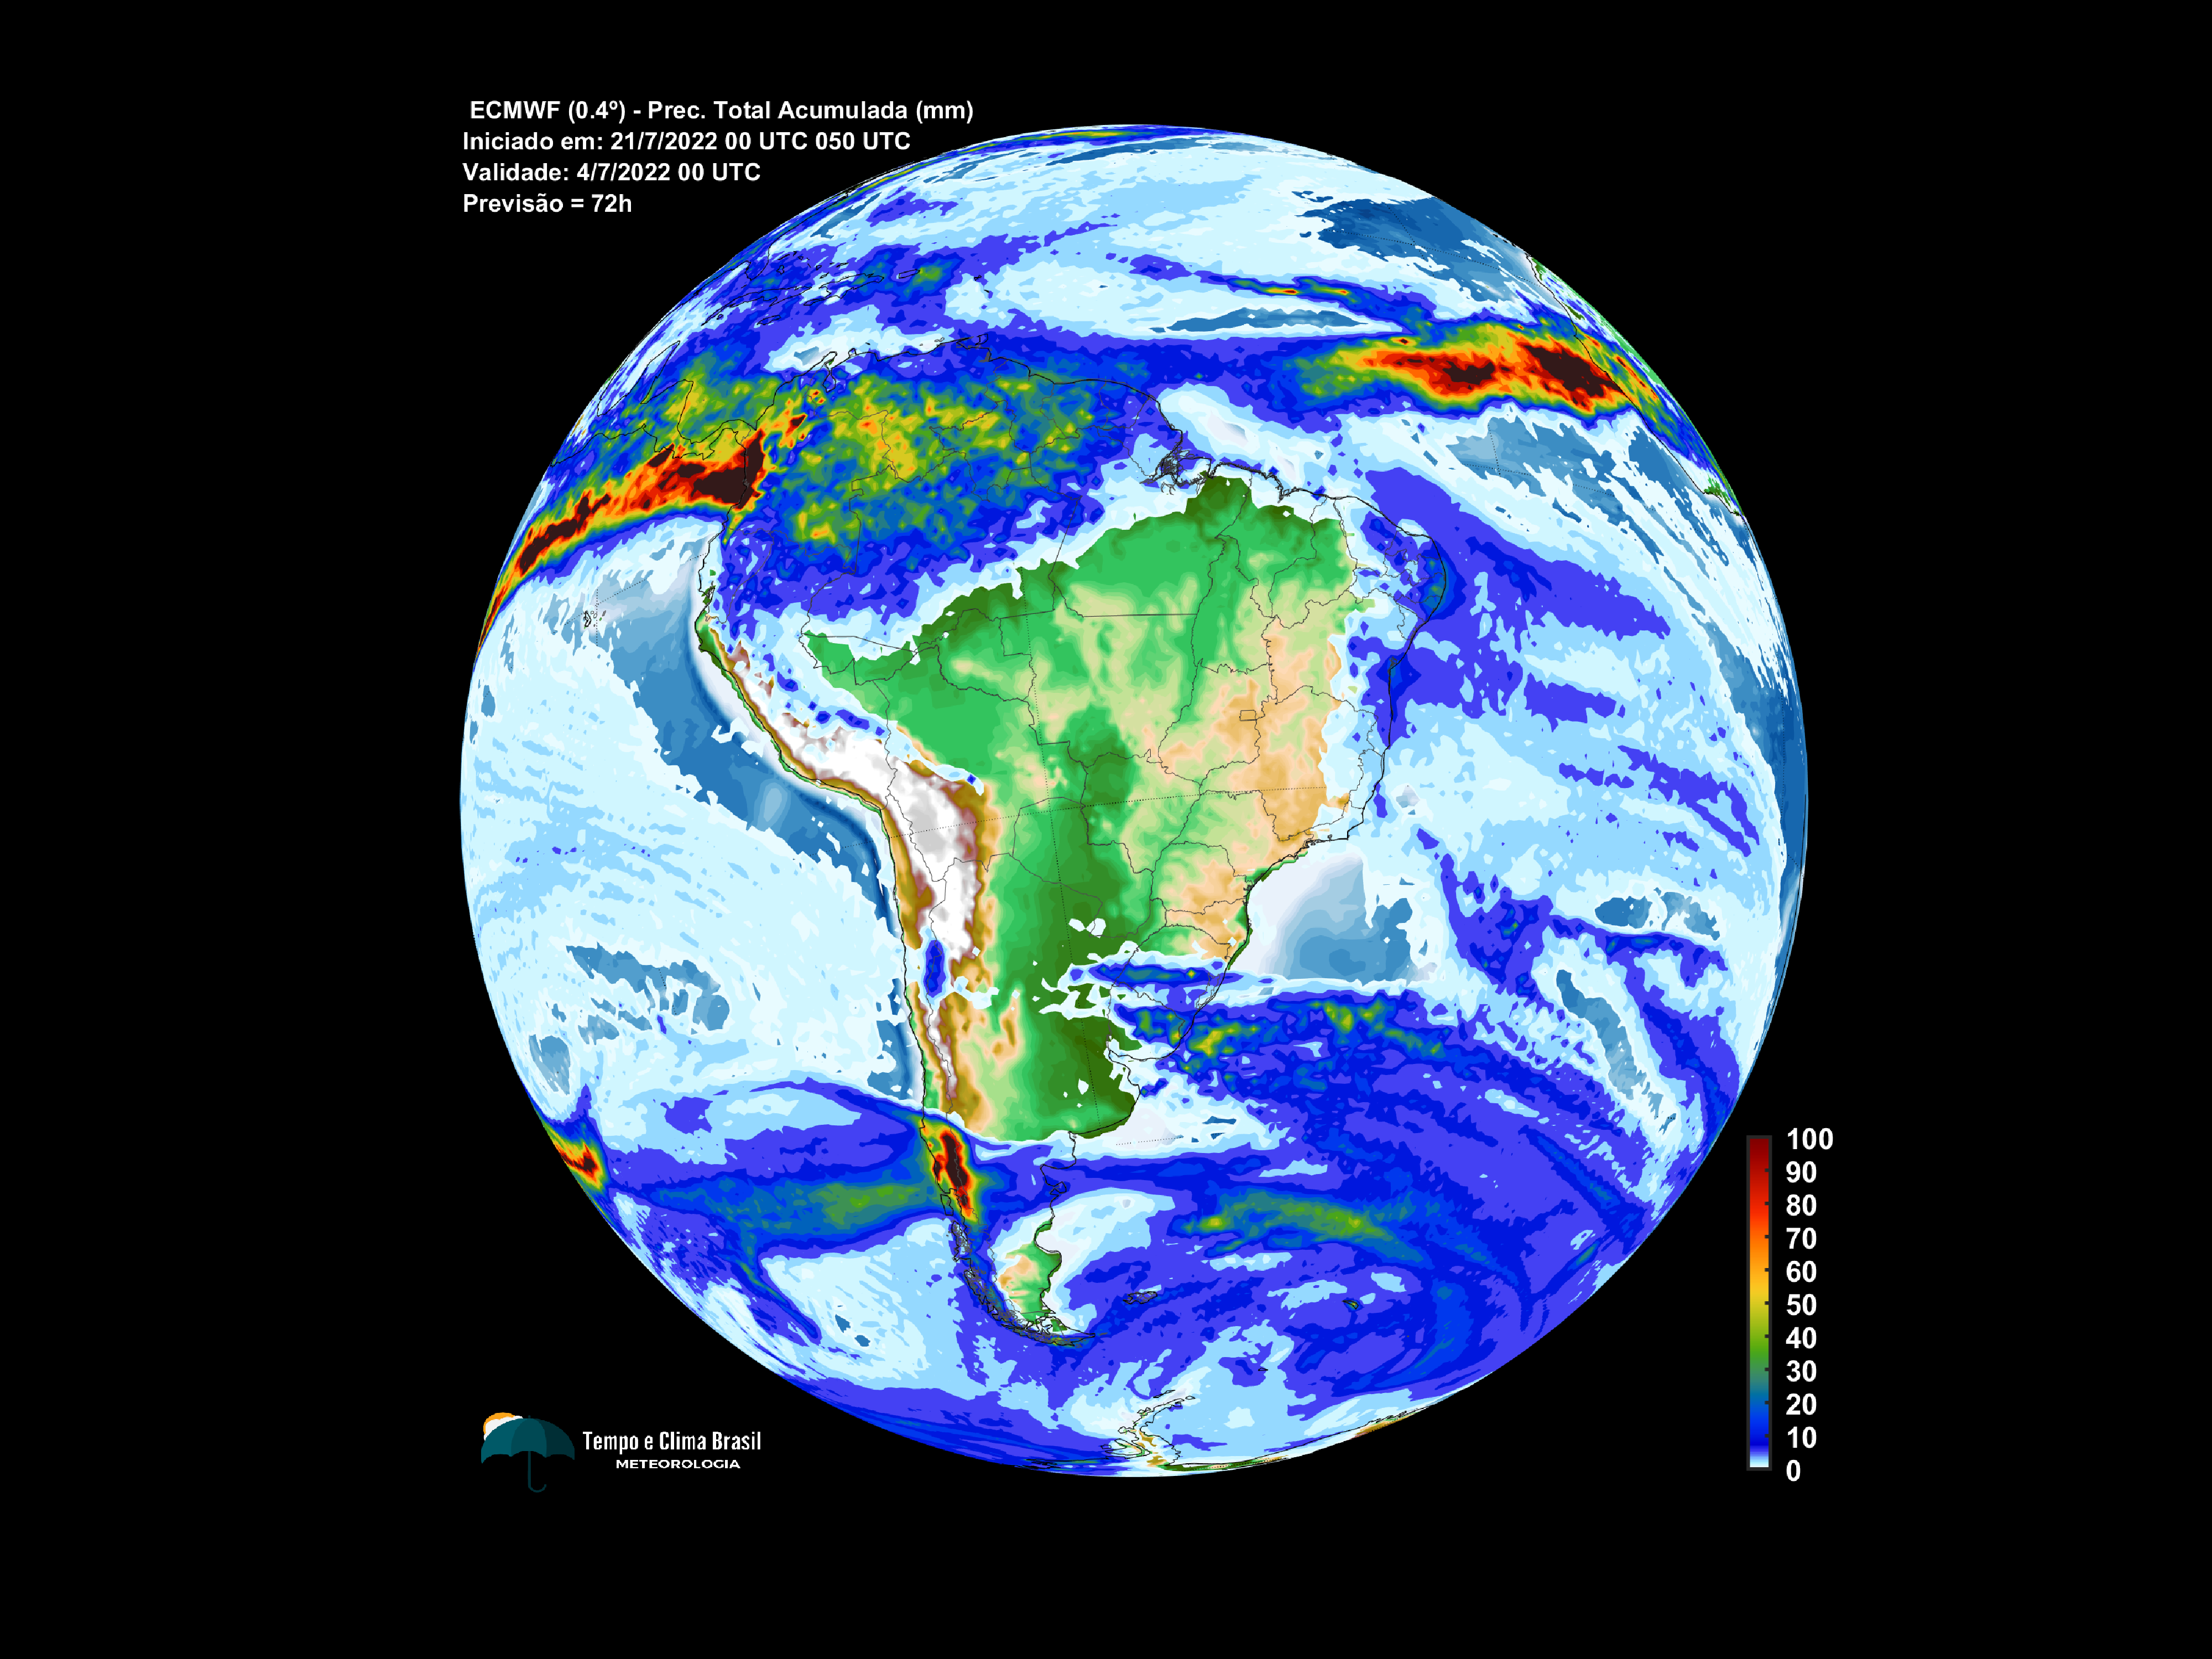 ECMWF (0.4º) - Prec. Total Acumulada (mm)
Iniciado em: 21/7/2022 00 UTC 050 UTC
Validade: 4/7/2022 00 UTC
Previsão = 72h
100
90
80
70
60
50
40
30
20
10
0
Tempo e Clima Brasil
METEOROLOGIA